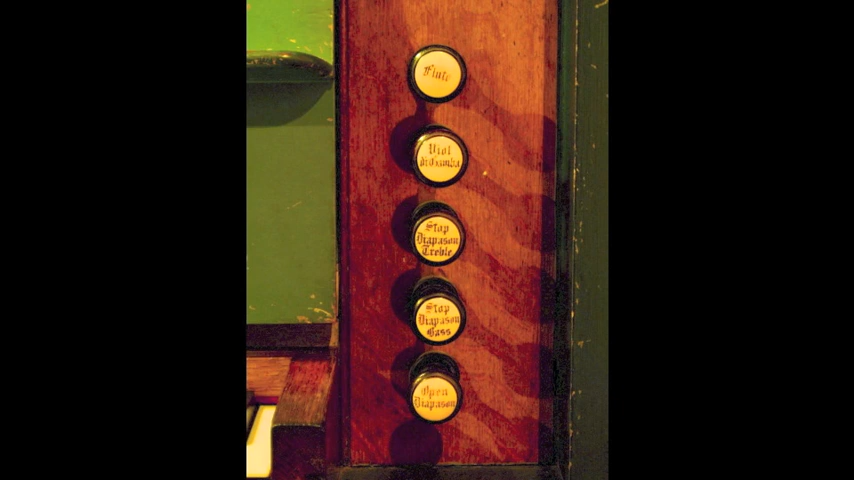 Flute
Viol
di Gamba
Stop
Diapason
Treble
Stop
Diapason
Bass
Open
Diapason